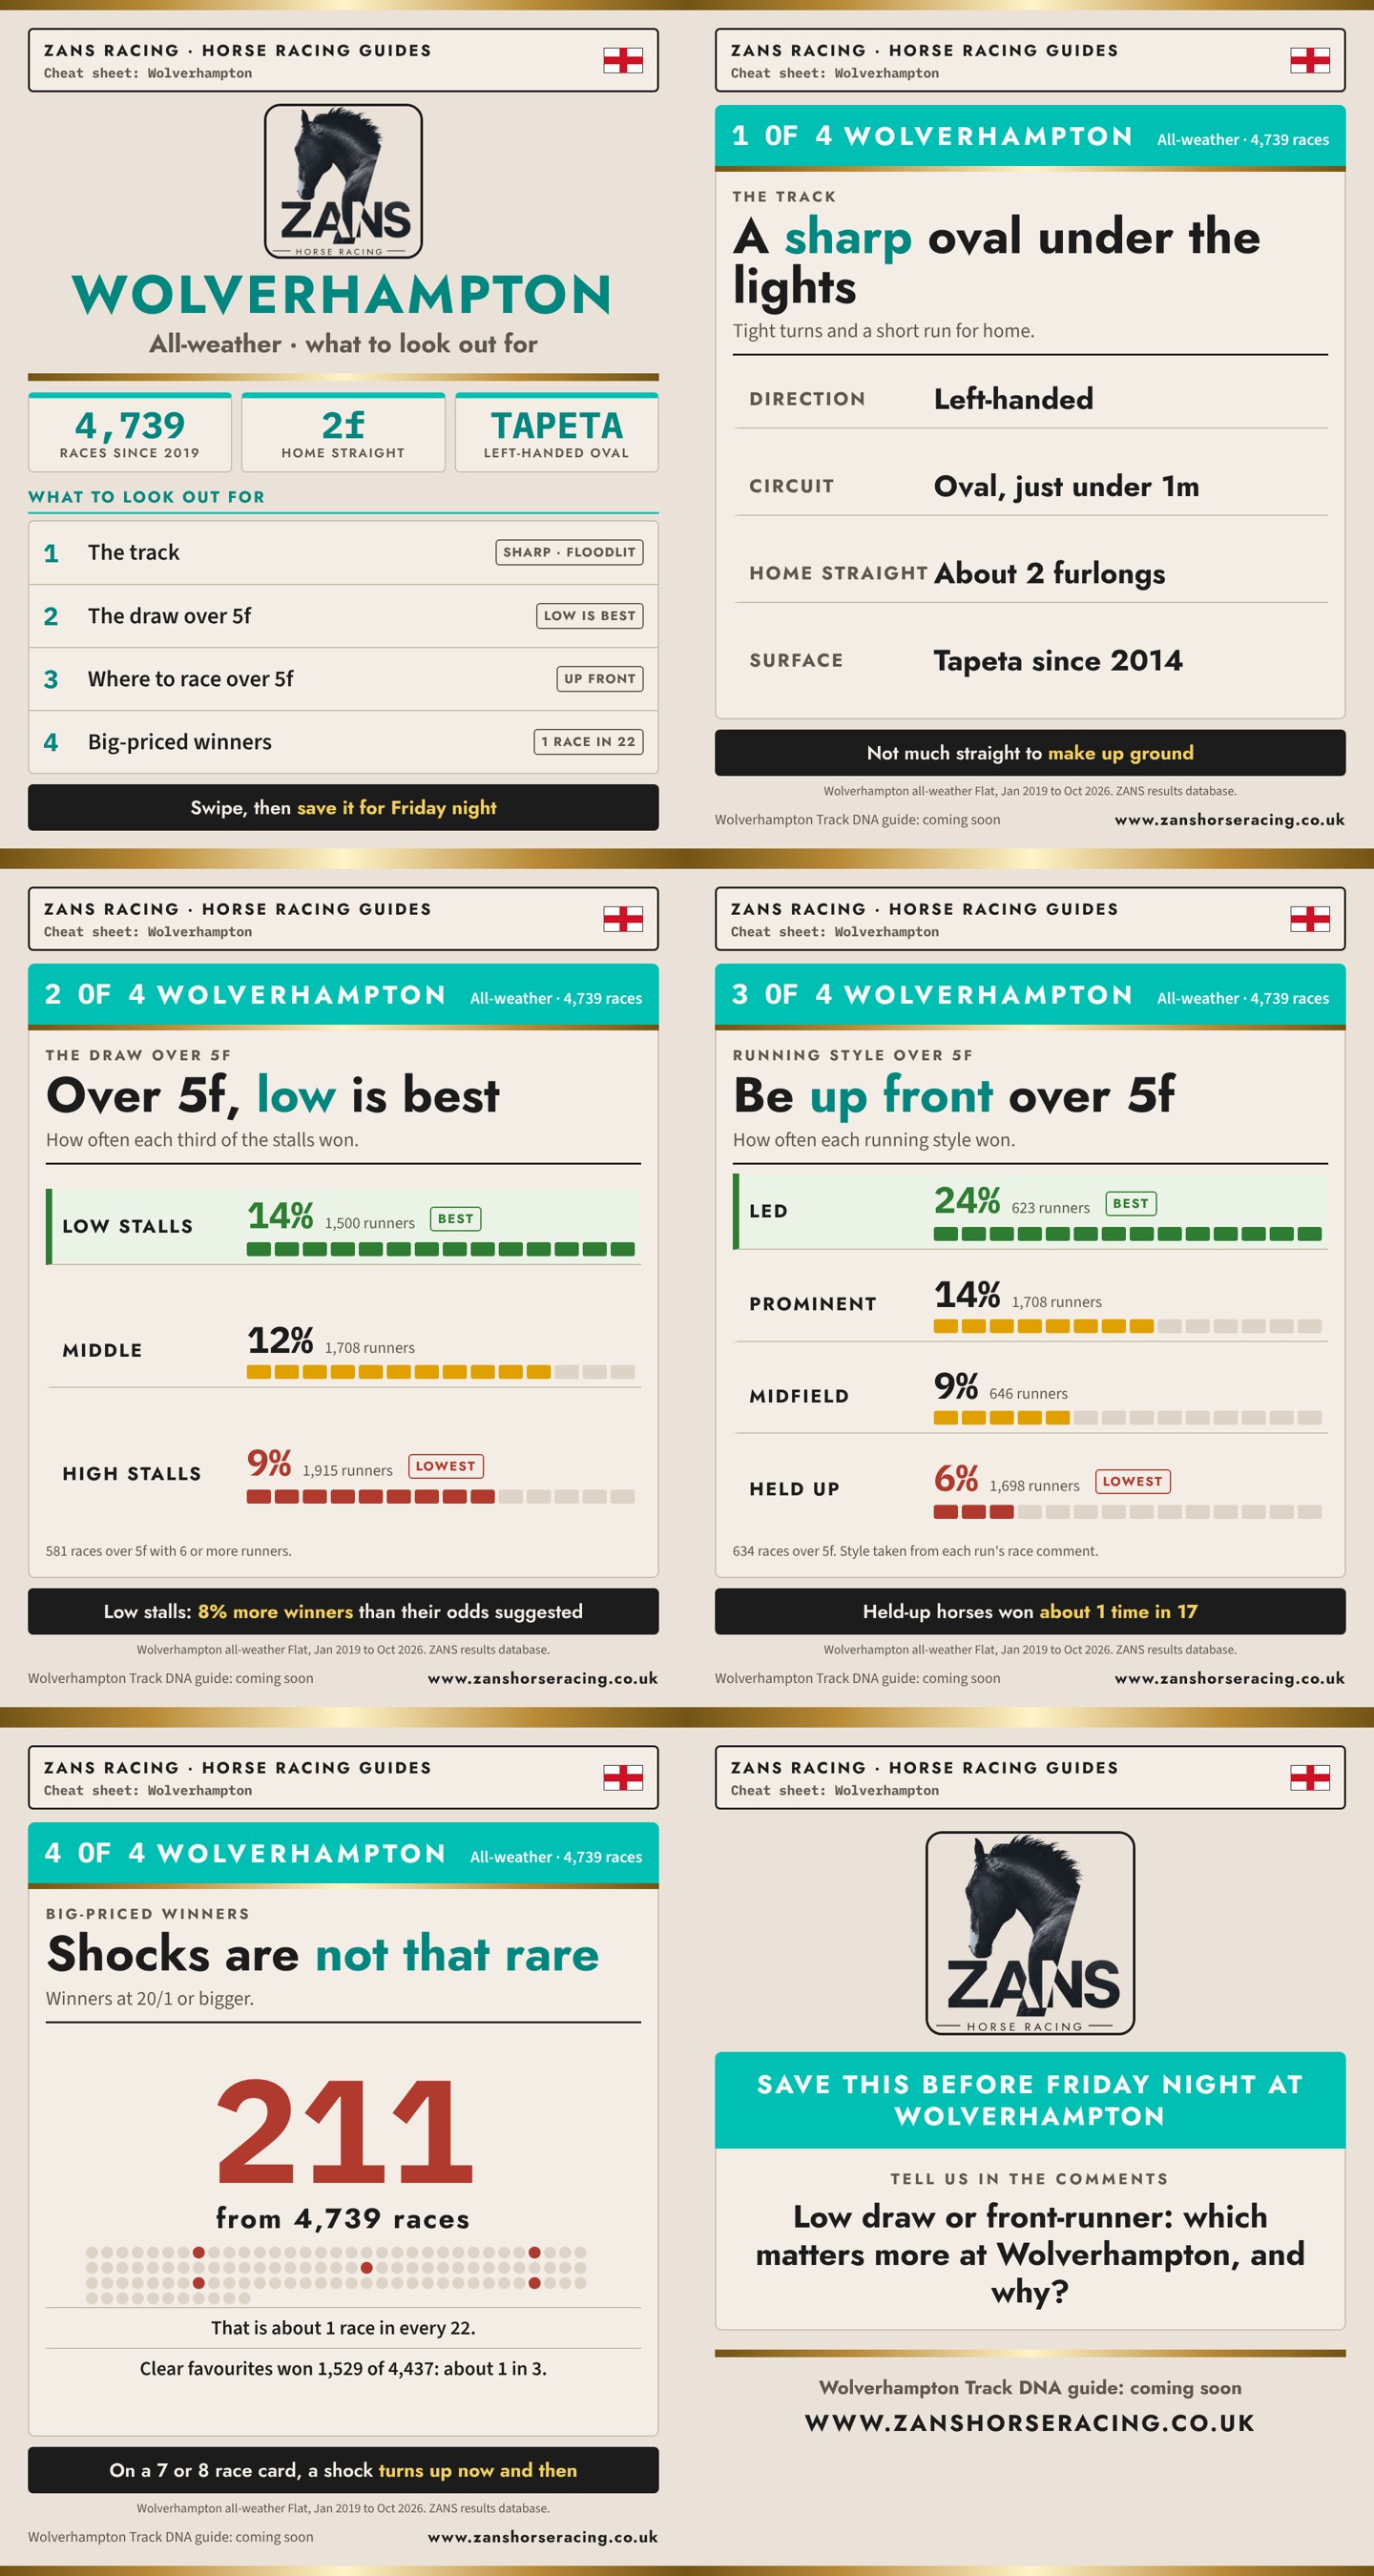 ZANS RACING · HORSE RACING GUIDES
Cheat sheet: Wolverhampton
ZANS
HORSE RACING
WOLVERHAMPTON
All-weather · what to look out for
4,739
RACES SINCE 2019
2f
HOME STRAIGHT
TAPETA
LEFT-HANDED OVAL
WHAT TO LOOK OUT FOR
1 The track SHARP · FLOODLIT
2 The draw over 5f LOW IS BEST
3 Where to race over 5f UP FRONT
4 Big-priced winners 1 RACE IN 22
Swipe, then save it for Friday night
ZANS RACING · HORSE RACING GUIDES
Cheat sheet: Wolverhampton
1 OF 4 WOLVERHAMPTON All-weather · 4,739 races
THE TRACK
A sharp oval under the
lights
Tight turns and a short run for home.
DIRECTION Left-handed
CIRCUIT Oval, just under 1m
HOME STRAIGHT About 2 furlongs
SURFACE Tapeta since 2014
Not much straight to make up ground
Wolverhampton all-weather Flat, Jan 2019 to Oct 2026. ZANS results database.
Wolverhampton Track DNA guide: coming soon www.zanshorseracing.co.uk
ZANS RACING · HORSE RACING GUIDES
Cheat sheet: Wolverhampton
2 OF 4 WOLVERHAMPTON All-weather · 4,739 races
THE DRAW OVER 5F
Over 5f, low is best
How often each third of the stalls won.
LOW STALLS 14% 1,500 runners BEST
MIDDLE 12% 1,708 runners
HIGH STALLS 9% 1,915 runners LOWEST
581 races over 5f with 6 or more runners.
Low stalls: 8% more winners than their odds suggested
Wolverhampton all-weather Flat, Jan 2019 to Oct 2026. ZANS results database.
Wolverhampton Track DNA guide: coming soon www.zanshorseracing.co.uk
ZANS RACING · HORSE RACING GUIDES
Cheat sheet: Wolverhampton
3 OF 4 WOLVERHAMPTON All-weather · 4,739 races
RUNNING STYLE OVER 5F
Be up front over 5f
How often each running style won.
LED 24% 623 runners BEST
PROMINENT 14% 1,708 runners
MIDFIELD 9% 646 runners
HELD UP 6% 1,698 runners LOWEST
634 races over 5f. Style taken from each run's race comment.
Held-up horses won about 1 time in 17
Wolverhampton all-weather Flat, Jan 2019 to Oct 2026. ZANS results database.
Wolverhampton Track DNA guide: coming soon www.zanshorseracing.co.uk
ZANS RACING · HORSE RACING GUIDES
Cheat sheet: Wolverhampton
4 OF 4 WOLVERHAMPTON All-weather · 4,739 races
BIG-PRICED WINNERS
Shocks are not that rare
Winners at 20/1 or bigger.
211
from 4,739 races
That is about 1 race in every 22.
Clear favourites won 1,529 of 4,437: about 1 in 3.
On a 7 or 8 race card, a shock turns up now and then
Wolverhampton all-weather Flat, Jan 2019 to Oct 2026. ZANS results database.
Wolverhampton Track DNA guide: coming soon www.zanshorseracing.co.uk
ZANS RACING · HORSE RACING GUIDES
Cheat sheet: Wolverhampton
ZANS
HORSE RACING
SAVE THIS BEFORE FRIDAY NIGHT AT
WOLVERHAMPTON
TELL US IN THE COMMENTS
Low draw or front-runner: which
matters more at Wolverhampton, and
why?
Wolverhampton Track DNA guide: coming soon
WWW.ZANSHORSERACING.CO.UK